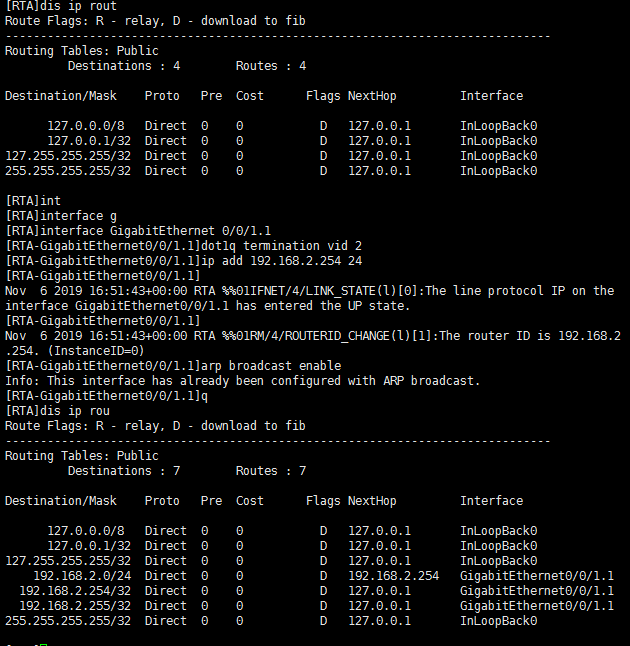 [RTA]dis ip rout
Route Flags: R - relay, D - download to fib
------------------------------------------------------------------------------
Routing Tables: Public
         Destinations : 4        Routes : 4
Destination/Mask    Proto   Pre  Cost      Flags NextHop         Interface
      127.0.0.0/8   Direct  0    0           D   127.0.0.1       InLoopBack0
      127.0.0.1/32  Direct  0    0           D   127.0.0.1       InLoopBack0
127.255.255.255/32  Direct  0    0           D   127.0.0.1       InLoopBack0
255.255.255.255/32  Direct  0    0           D   127.0.0.1       InLoopBack0
[RTA]int
[RTA]interface g
[RTA]interface GigabitEthernet 0/0/1.1
[RTA-GigabitEthernet0/0/1.1]dot1q termination vid 2
[RTA-GigabitEthernet0/0/1.1]ip add 192.168.2.254 24
[RTA-GigabitEthernet0/0/1.1]
Nov  6 2019 16:51:43+00:00 RTA %%01IFNET/4/LINK_STATE(l)[0]:The line protocol IP on the
interface GigabitEthernet0/0/1.1 has entered the UP state.
[RTA-GigabitEthernet0/0/1.1]
Nov  6 2019 16:51:43+00:00 RTA %%01RM/4/ROUTERID_CHANGE(l)[1]:The router ID is 192.168.2
.254. (InstanceID=0)
[RTA-GigabitEthernet0/0/1.1]arp broadcast enable
Info: This interface has already been configured with ARP broadcast.
[RTA-GigabitEthernet0/0/1.1]q
[RTA]dis ip rou
Route Flags: R - relay, D - download to fib
------------------------------------------------------------------------------
Routing Tables: Public
         Destinations : 7        Routes : 7
Destination/Mask    Proto   Pre  Cost      Flags NextHop         Interface
      127.0.0.0/8   Direct  0    0           D   127.0.0.1       InLoopBack0
      127.0.0.1/32  Direct  0    0           D   127.0.0.1       InLoopBack0
127.255.255.255/32  Direct  0    0           D   127.0.0.1       InLoopBack0
    192.168.2.0/24  Direct  0    0           D   192.168.2.254   GigabitEthernet0/0/1.1
  192.168.2.254/32  Direct  0    0           D   127.0.0.1       GigabitEthernet0/0/1.1
  192.168.2.255/32  Direct  0    0           D   127.0.0.1       GigabitEthernet0/0/1.1
255.255.255.255/32  Direct  0    0           D   127.0.0.1       InLoopBack0